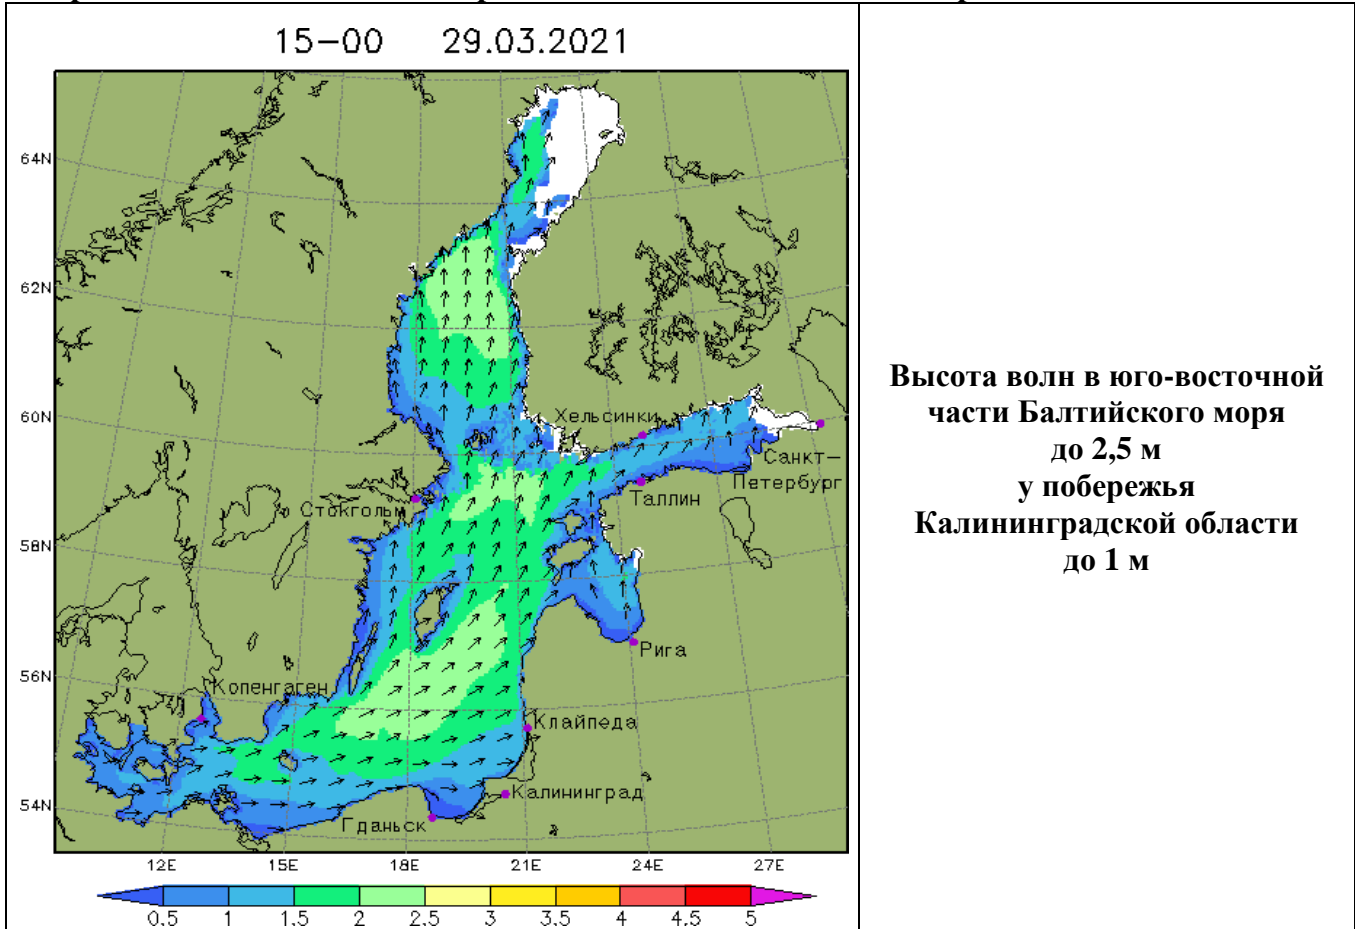 15-00 29.03.2021
64N
62N
60N
58N
56N
54N
Хельсинки
Санкт-
Петербург
Таллин
Стокгольм
Рига
Копенгаген
Клайпеда
Калининград
Гданьск
12E 15E 18E 21E 24E 27E
0.5 1 1.5 2 2.5 3 3.5 4 4.5 5
Высота волн в юго-восточной
части Балтийского моря
до 2,5 м
у побережья
Калининградской области
до 1 м